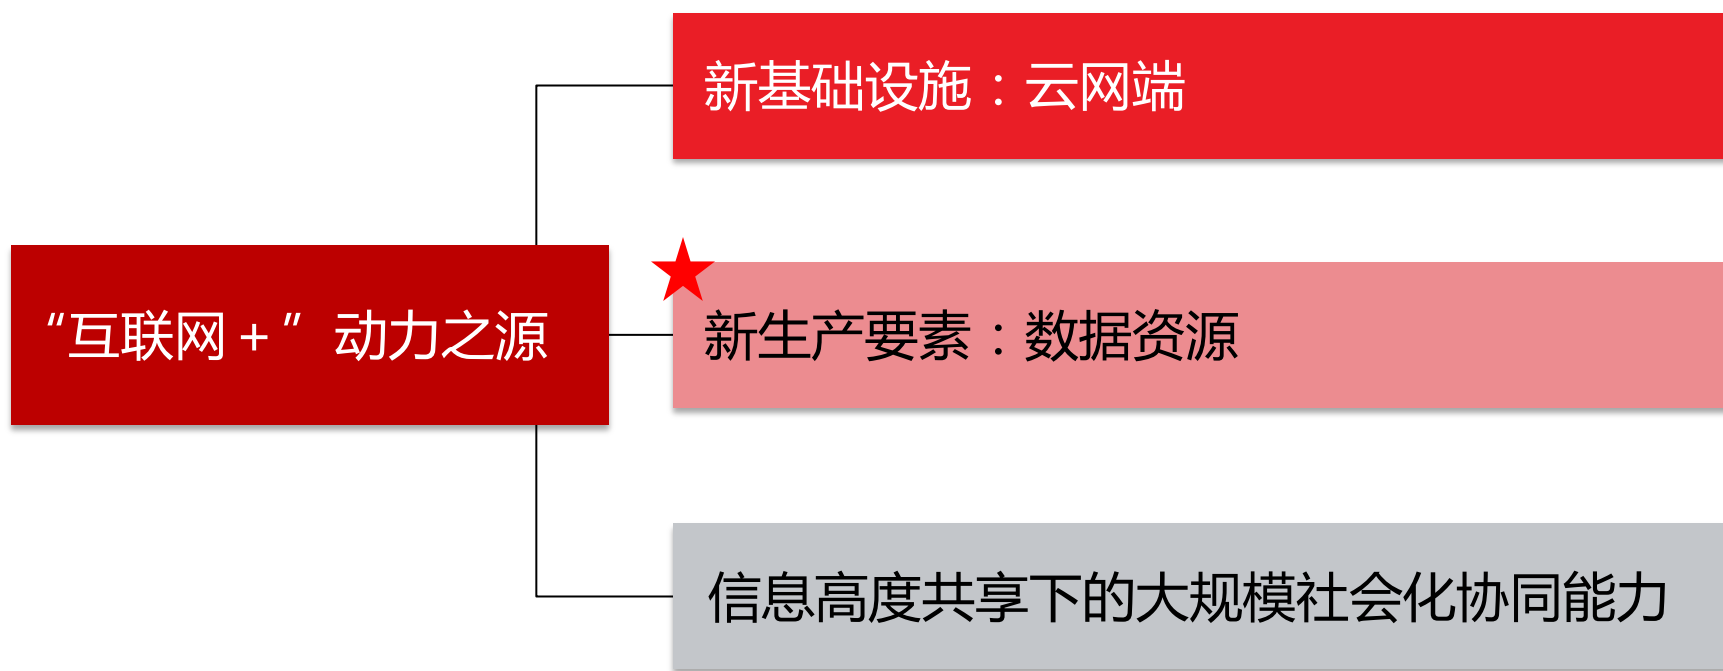 新基础设施：云网端
“互联网+”动力之源
新生产要素：数据资源
信息高度共享下的大规模社会化协同能力